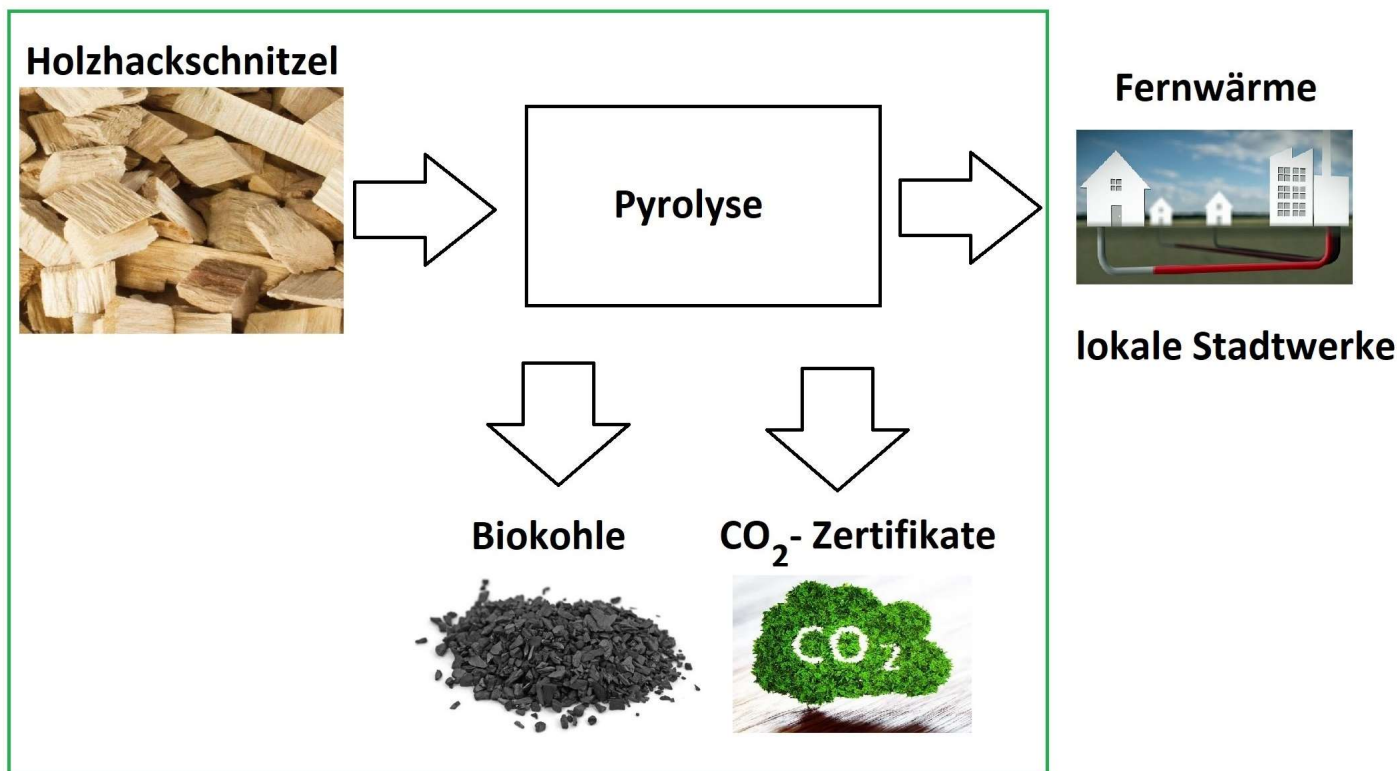 Holzhackschnitzel
Pyrolyse
Fernwärme
lokale Stadtwerke
Biokohle
CO₂- Zertifikate
CO₂